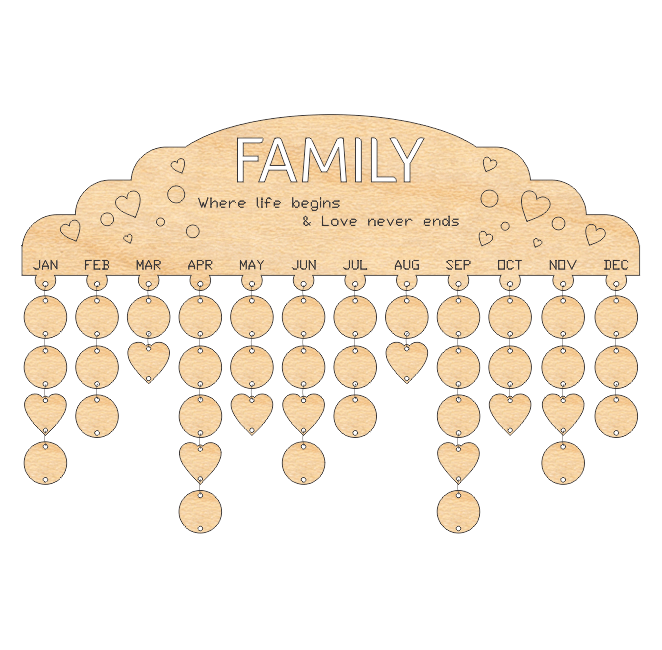 FAMILY
Where life begins
& Love never ends
JAN FEB MAR APR MAY JUN JUL AUG SEP OCT NOV DEC